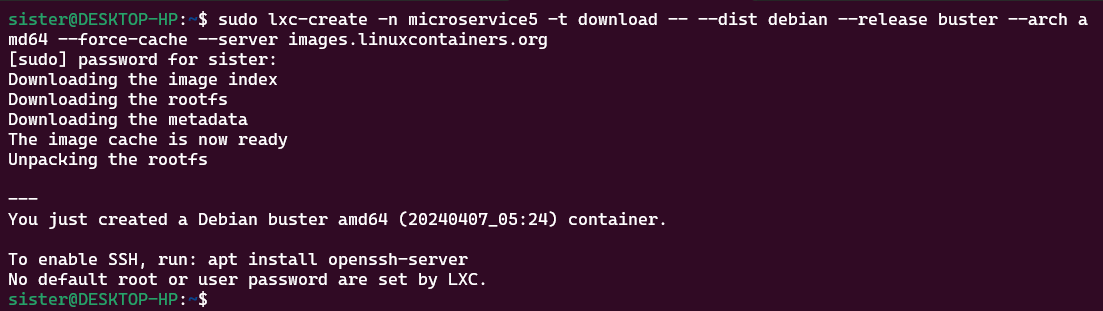 sister@DESKTOP-HP:~$ sudo lxc-create -n microservice5 -t download -- --dist debian --release buster --arch a
md64 --force-cache --server images.linuxcontainers.org
[sudo] password for sister:
Downloading the image index
Downloading the rootfs
Downloading the metadata
The image cache is now ready
Unpacking the rootfs
---
You just created a Debian buster amd64 (20240407_05:24) container.
To enable SSH, run: apt install openssh-server
No default root or user password are set by LXC.
sister@DESKTOP-HP:~$